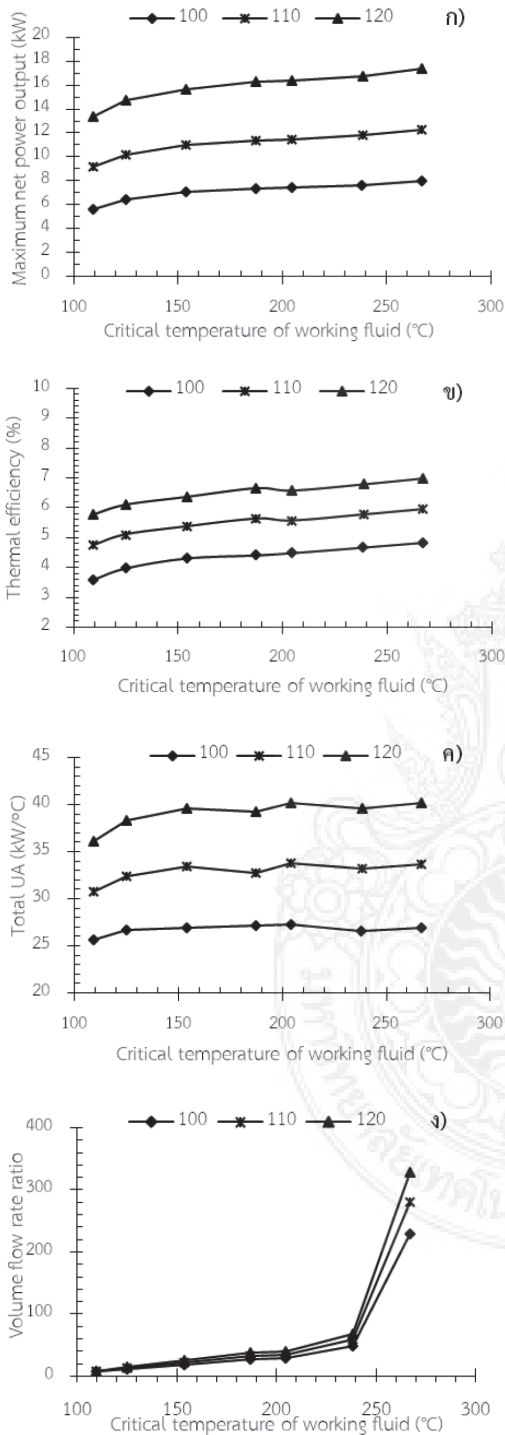 100 110 120 ก)
Maximum net power output (kW)
20
18
16
14
12
10
8
6
4
2
0
100 150 200 250 300
Critical temperature of working fluid (°C)
100 110 120 ข)
Thermal efficiency (%)
10
9
8
7
6
5
4
3
2
100 150 200 250 300
Critical temperature of working fluid (°C)
100 110 120 ค)
Total UA (kW/°C)
45
40
35
30
25
20
100 150 200 250 300
Critical temperature of working fluid (°C)
100 110 120 ง)
Volume flow rate ratio
400
300
200
100
0
100 150 200 250 300
Critical temperature of working fluid (°C)